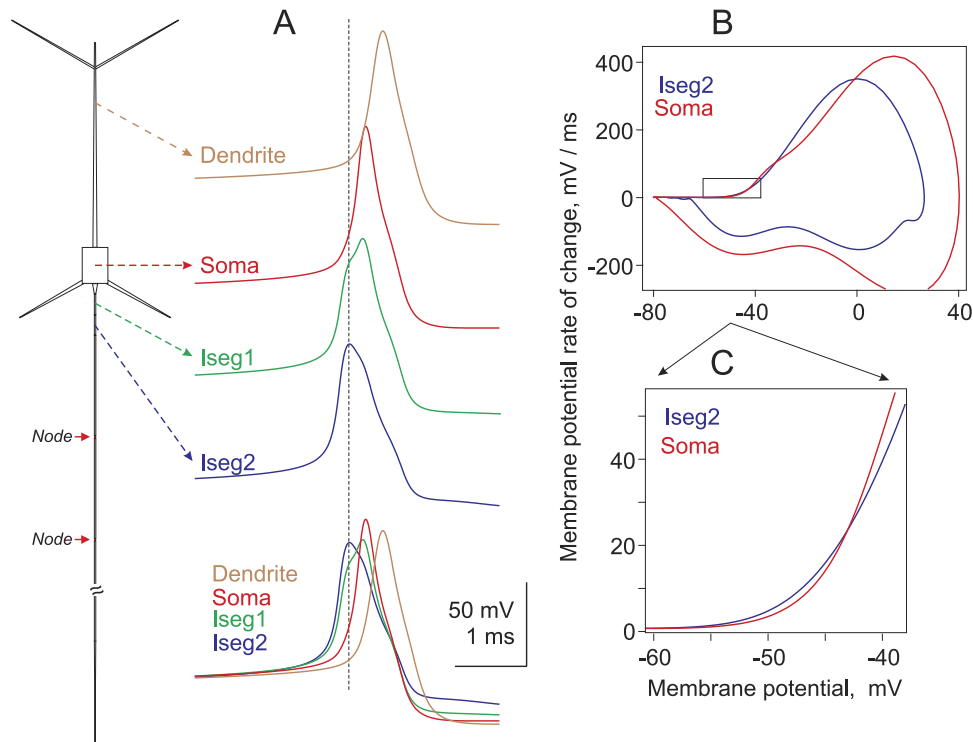 A
Dendrite
Soma
Iseg1
Iseg2
Node
Node
Dendrite
Soma
Iseg1
Iseg2
50 mV
1 ms
B
Membrane potential rate of change, mV / ms
Iseg2
Soma
400
200
0
-200
-80
-40
0
40
C
Iseg2
Soma
40
20
0
-60
-50
-40
Membrane potential, mV